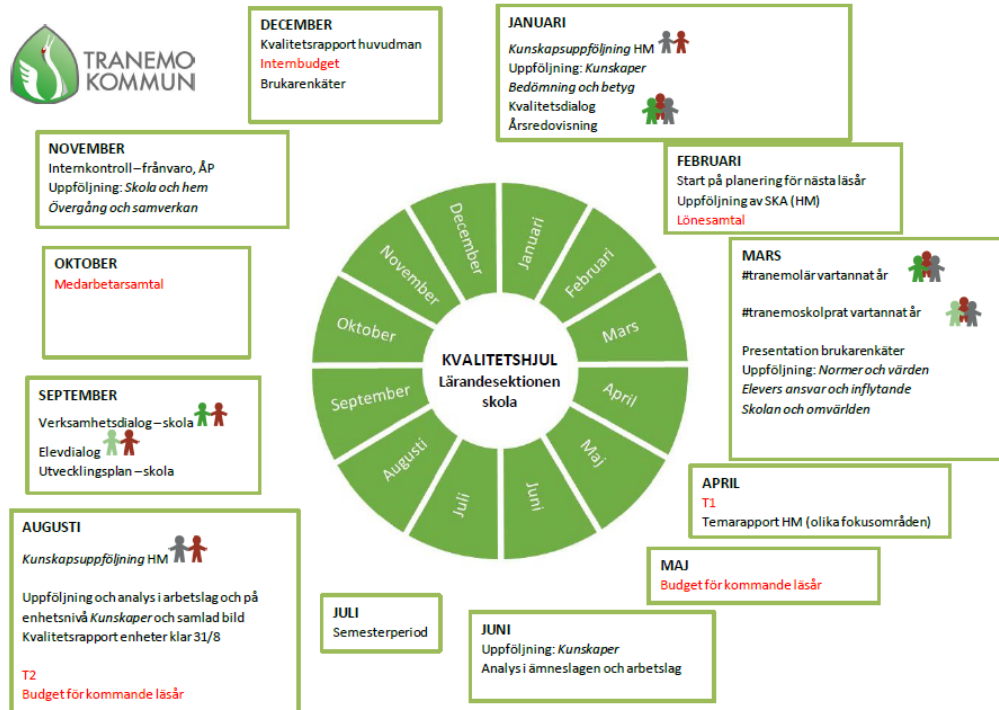 TRANEMO
KOMMUN
DECEMBER
Kvalitetsrapport huvudman
Internbudget
Brukarenkäter
JANUARI
Kunskapsuppföljning HM
Uppföljning: Kunskaper
Bedömning och betyg
Kvalitetsdialog
Årsredovisning
FEBRUARI
Start på planering för nästa läsår
Uppföljning av SKA (HM)
Lönesamtal
MARS
#tranemolär vartannat år
#tranemoskolprat vartannat år
Presentation brukarenkäter
Uppföljning: Normer och värden
Elevers ansvar och inflytande
Skolan och omvärlden
APRIL
T1
Temarapport HM (olika fokusområden)
MAJ
Budget för kommande läsår
JUNI
Uppföljning: Kunskaper
Analys i ämneslagen och arbetslag
JULI
Semesterperiod
AUGUSTI
Kunskapsuppföljning HM
Uppföljning och analys i arbetslag och på
enhetsnivå Kunskaper och samlad bild
Kvalitetsrapport enheter klar 31/8
T2
Budget för kommande läsår
SEPTEMBER
Verksamhetsdialog – skola
Elevdialog
Utvecklingsplan – skola
OKTOBER
Medarbetarsamtal
NOVEMBER
Internkontroll – frånvaro, ÅP
Uppföljning: Skola och hem
Övergång och samverkan
KVALITETSHJUL
Lärandesektionen
skola
Januari
Februari
Mars
April
Maj
Juni
Juli
Augusti
September
Oktober
November
December